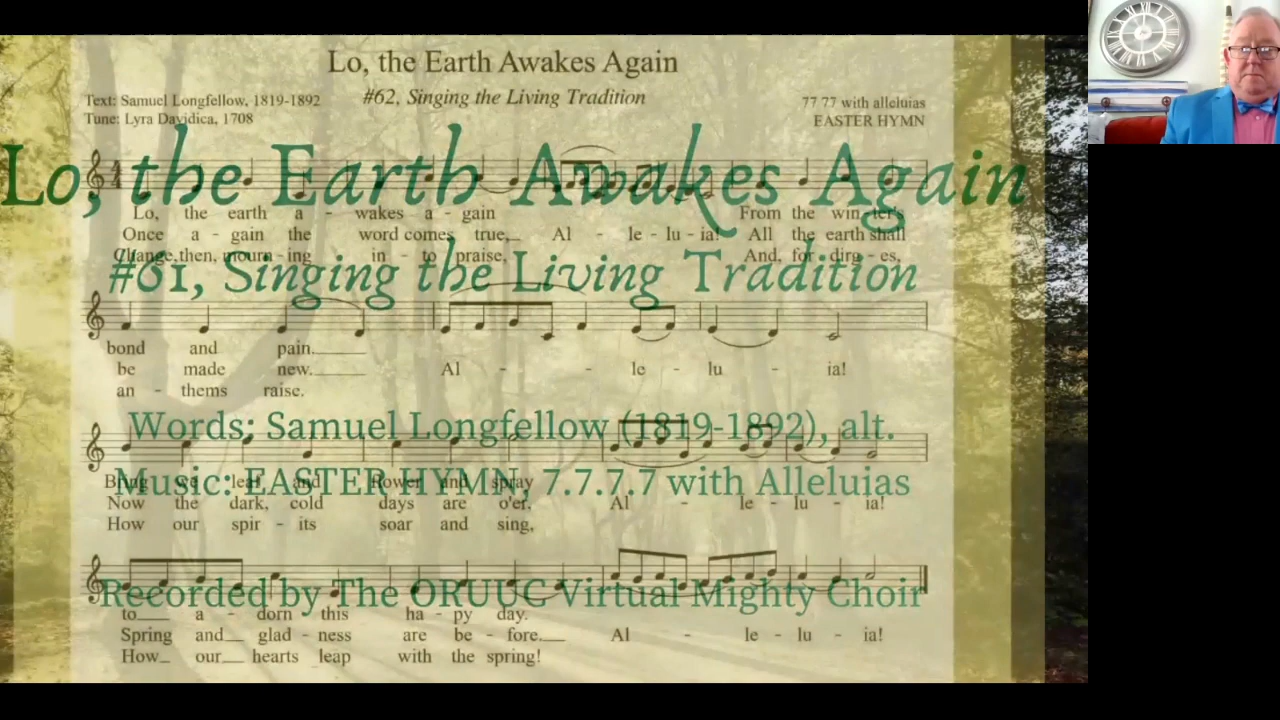 Lo, the Earth Awakes Again
#62, Singing the Living Tradition
Text: Samuel Longfellow, 1819-1892
Tune: Lyra Davidica, 1708
77 77 with alleluias
EASTER HYMN
Lo, the Earth Awakes Again
Lo, the earth a - wakes a - gain From the win - ter's
Once a - gain the word comes true, Al - le - lu - ia! All the earth shall
Change, then, mourn - ing in - to praise, And, for dirg - es,
#61, Singing the Living Tradition
bond and pain.
be made new. Al - - le - lu - ia!
an - thems raise.
Words: Samuel Longfellow (1819-1892), alt.
Bring we leaf and flower and spray
Music: EASTER HYMN, 7.7.7.7 with Alleluias
Now the dark, cold days are o'er, Al - le - lu - ia!
How our spir - its soar and sing,
Recorded by The ORUUC Virtual Mighty Choir
to a - dorn this ha - py day.
Spring and glad - ness are be - fore. Al - le - lu - ia!
How our hearts leap with the spring!